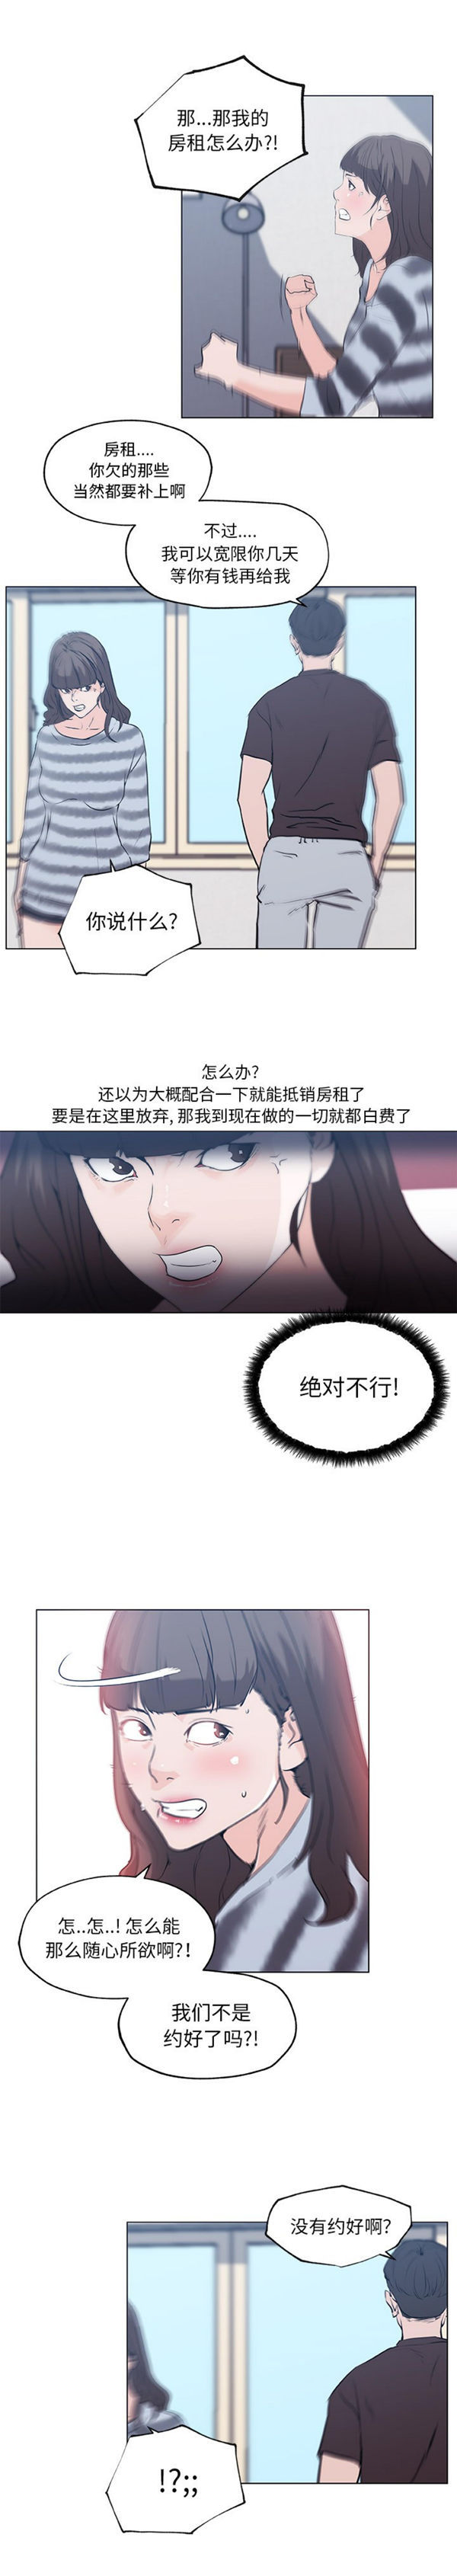 那...那我的
房租怎么办?!
房租....
你欠的那些
当然都要补上啊
不过....
我可以宽限你几天
等你有钱再给我
你说什么?
怎么办?
还以为大概配合一下就能抵销房租了
要是在这里放弃, 那我到现在做的一切就都白费了
绝对不行!
怎..怎..! 怎么能
那么随心所欲啊?!
我们不是
约好了吗?!
没有约好啊?
!?;;